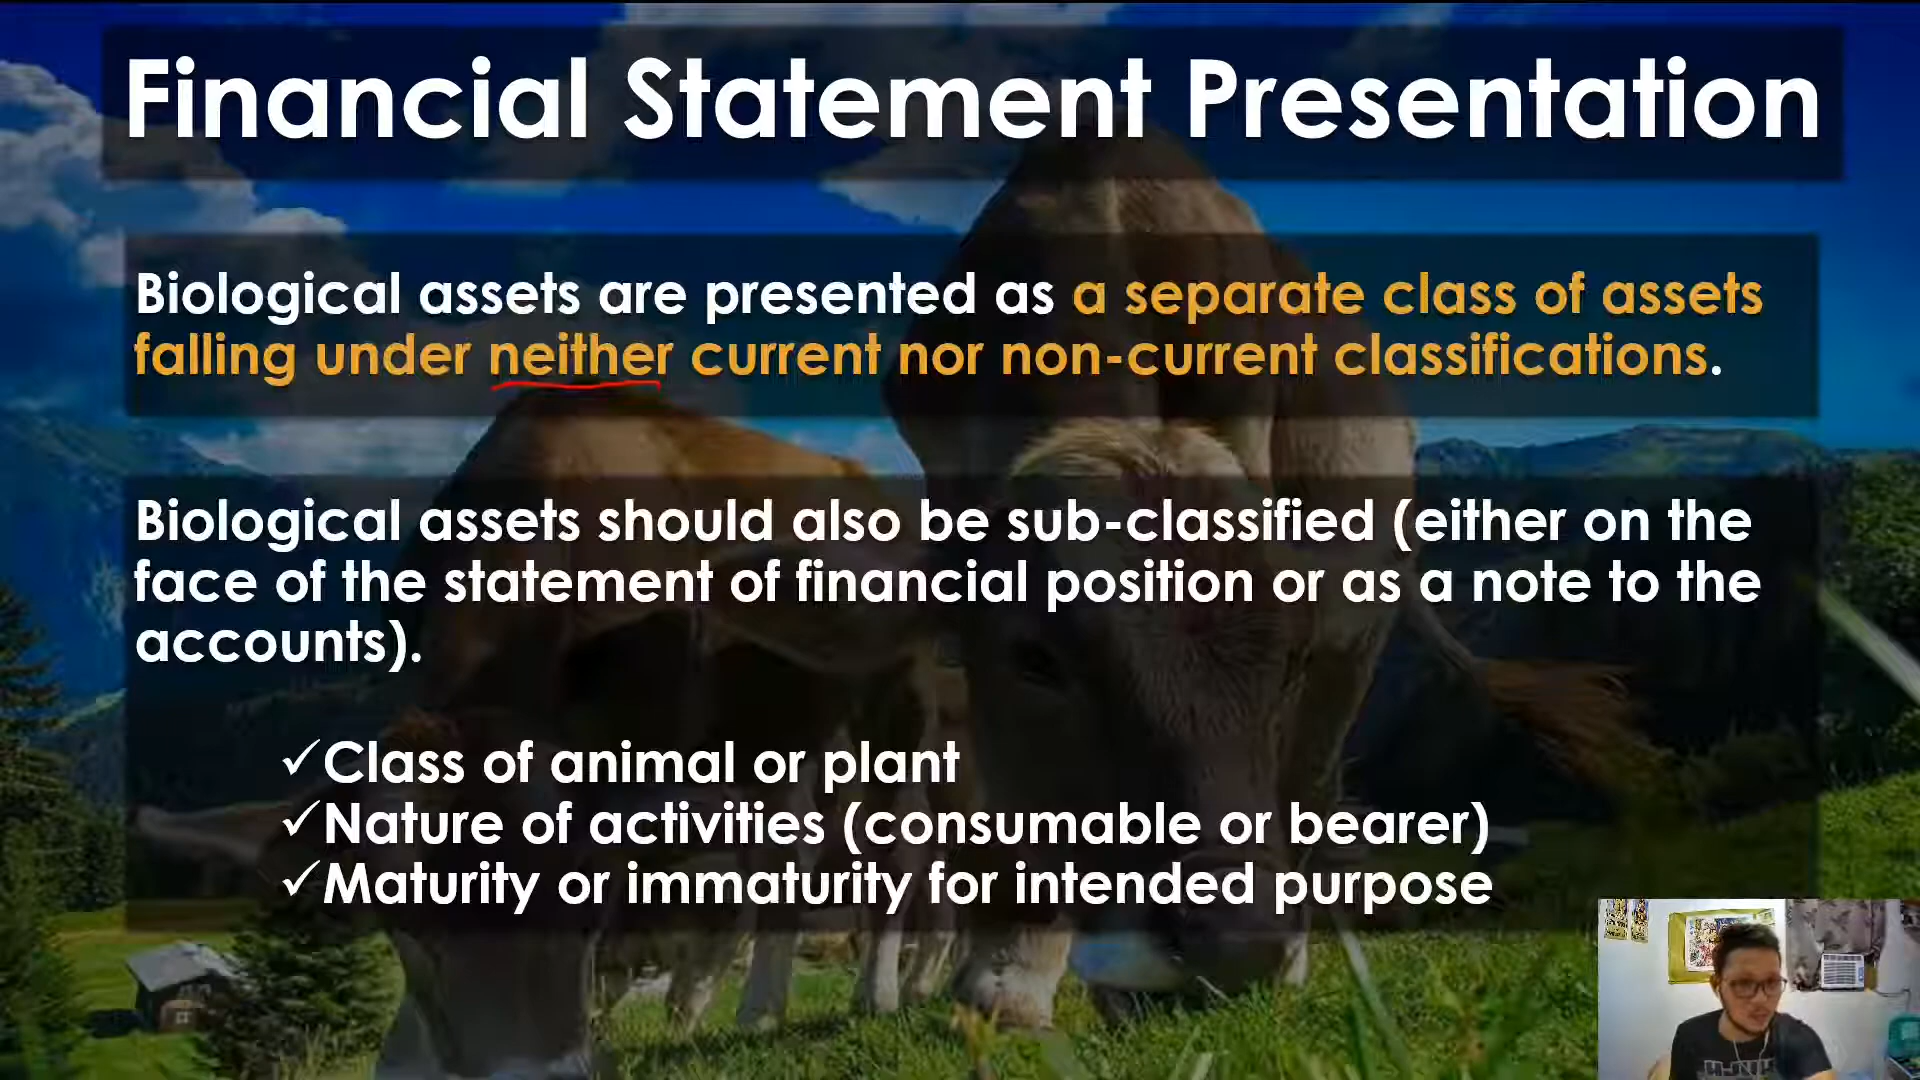 Financial Statement Presentation
Biological assets are presented as a separate class of assets
falling under neither current nor non-current classifications.
Biological assets should also be sub-classified (either on the
face of the statement of financial position or as a note to the
accounts).
✓Class of animal or plant
✓Nature of activities (consumable or bearer)
✓Maturity or immaturity for intended purpose